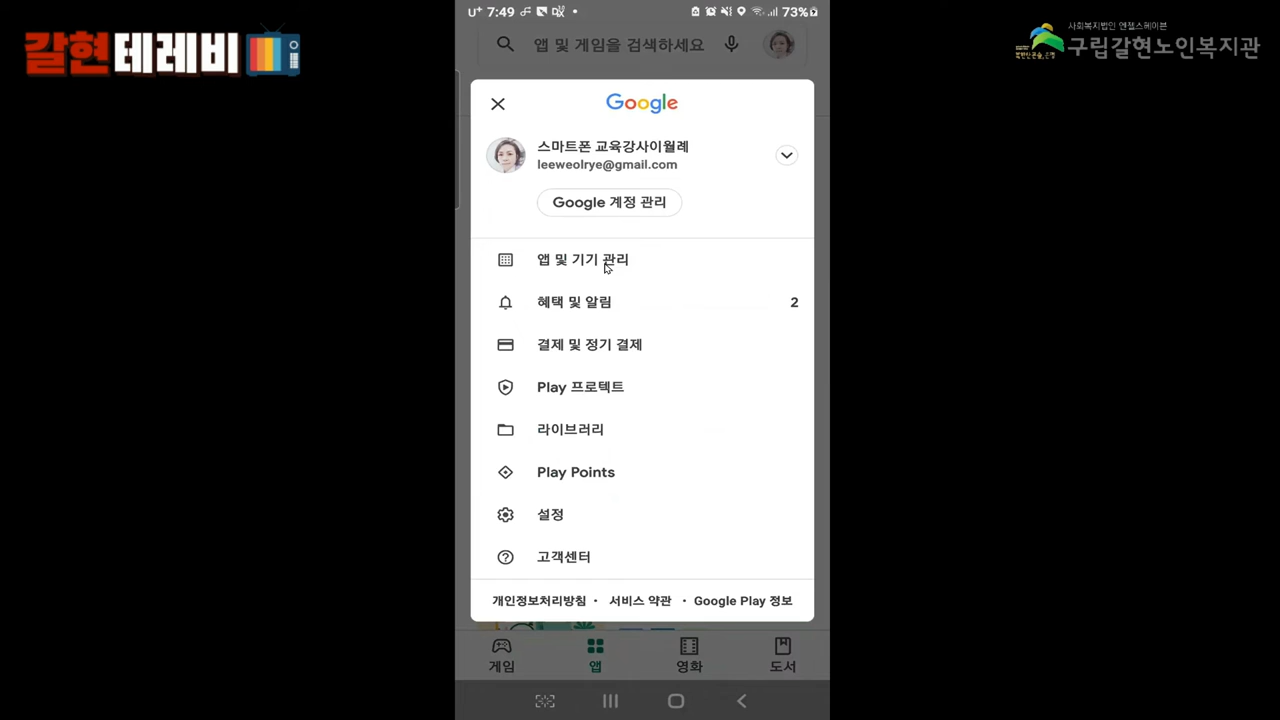 갈현테레비
사회복지법인 엔젤스헤이븐
구립갈현노인복지관
U+ 7:49
73%
앱 및 게임을 검색하세요
Google
스마트폰 교육강사이월례
leeweolrye@gmail.com
Google 계정 관리
앱 및 기기 관리
혜택 및 알림 2
결제 및 정기 결제
Play 프로텍트
라이브러리
Play Points
설정
고객센터
개인정보처리방침 • 서비스 약관 • Google Play 정보
게임 앱 영화 도서